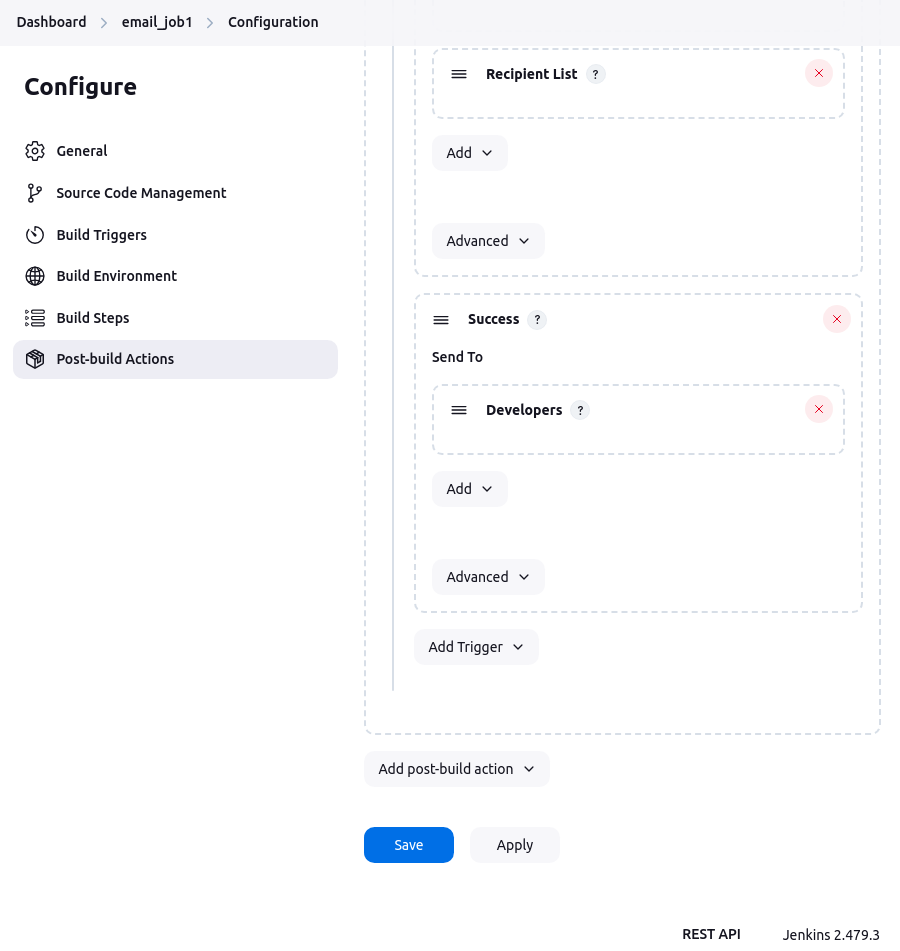 Dashboard > email_job1 > Configuration
Configure
General
Source Code Management
Build Triggers
Build Environment
Build Steps
Post-build Actions
Recipient List ?
Add
Advanced
Success ?
Send To
Developers ?
Add
Advanced
Add Trigger
Add post-build action
Save Apply
REST API Jenkins 2.479.3